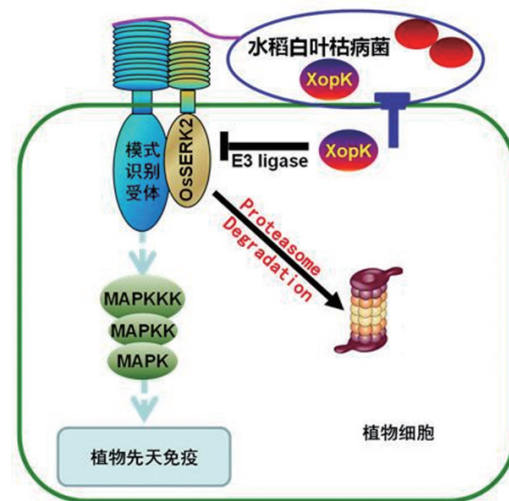 水稻白叶枯病菌
XopK
模式
识别
受体
OsSERK2
E3 ligase
XopK
Proteasome
Degradation
MAPKKK
MAPKK
MAPK
植物先天免疫
植物细胞